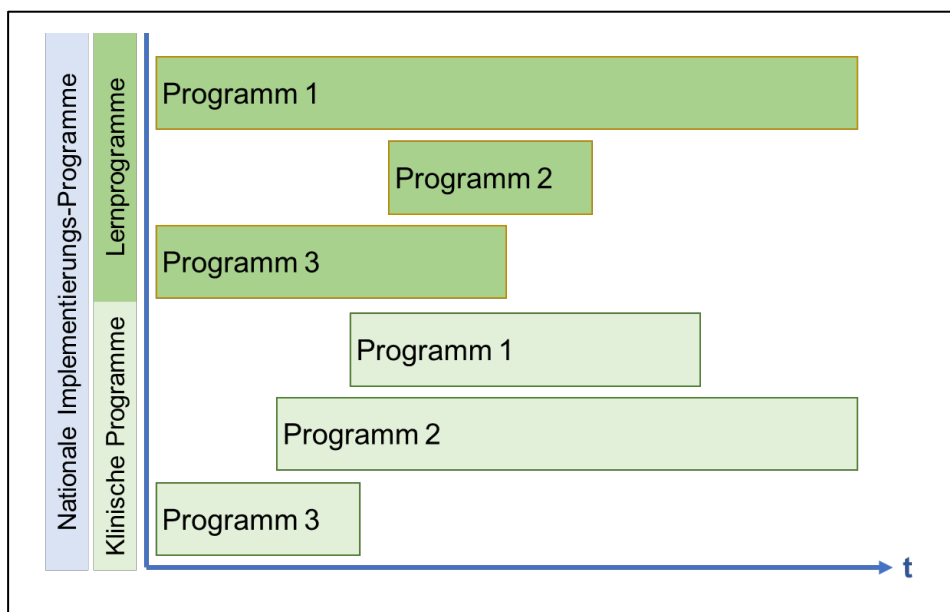 Nationale Implementierungs-Programme
Lernprogramme
Programm 1
Programm 2
Programm 3
Klinische Programme
Programm 1
Programm 2
Programm 3
t